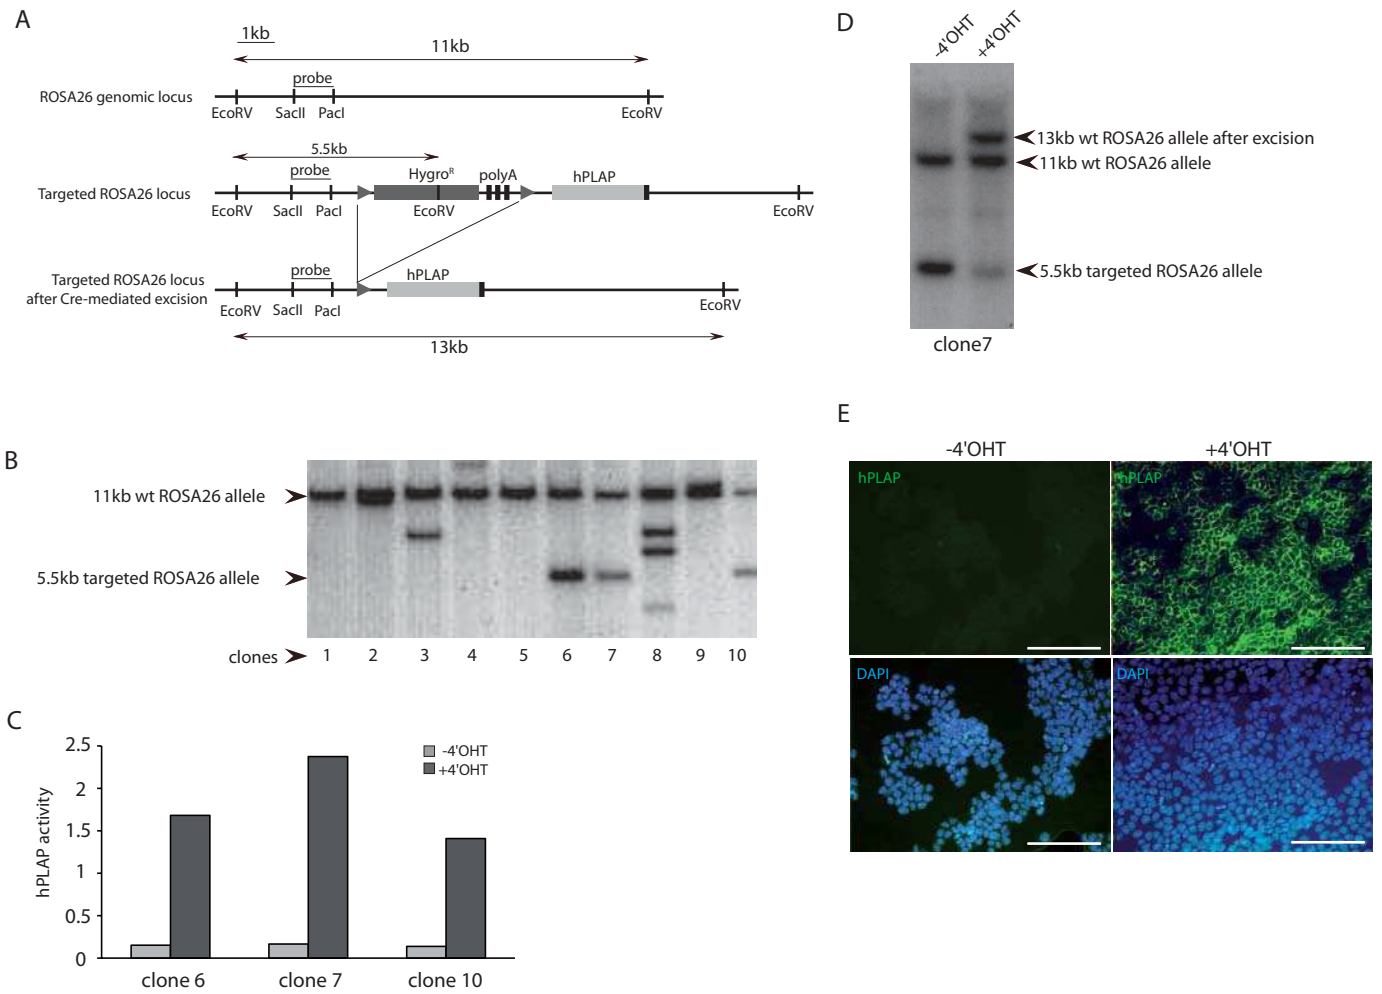 A
1kb
11kb
probe
ROSA26 genomic locus
EcoRV
SacII
PacI
EcoRV
5.5kb
probe
Hygroᴿ
polyA
hPLAP
Targeted ROSA26 locus
EcoRV
SacII
PacI
EcoRV
EcoRV
Targeted ROSA26 locus
after Cre-mediated excision
probe
hPLAP
EcoRV
SacII
PacI
EcoRV
13kb
B
11kb wt ROSA26 allele
5.5kb targeted ROSA26 allele
clones
1 2 3 4 5 6 7 8 9 10
C
hPLAP activity
2.5
2
1.5
1
0.5
0
-4'OHT
+4'OHT
clone 6
clone 7
clone 10
D
-4'OHT
+4'OHT
13kb wt ROSA26 allele after excision
11kb wt ROSA26 allele
5.5kb targeted ROSA26 allele
clone7
E
-4'OHT
+4'OHT
hPLAP
hPLAP
DAPI
DAPI